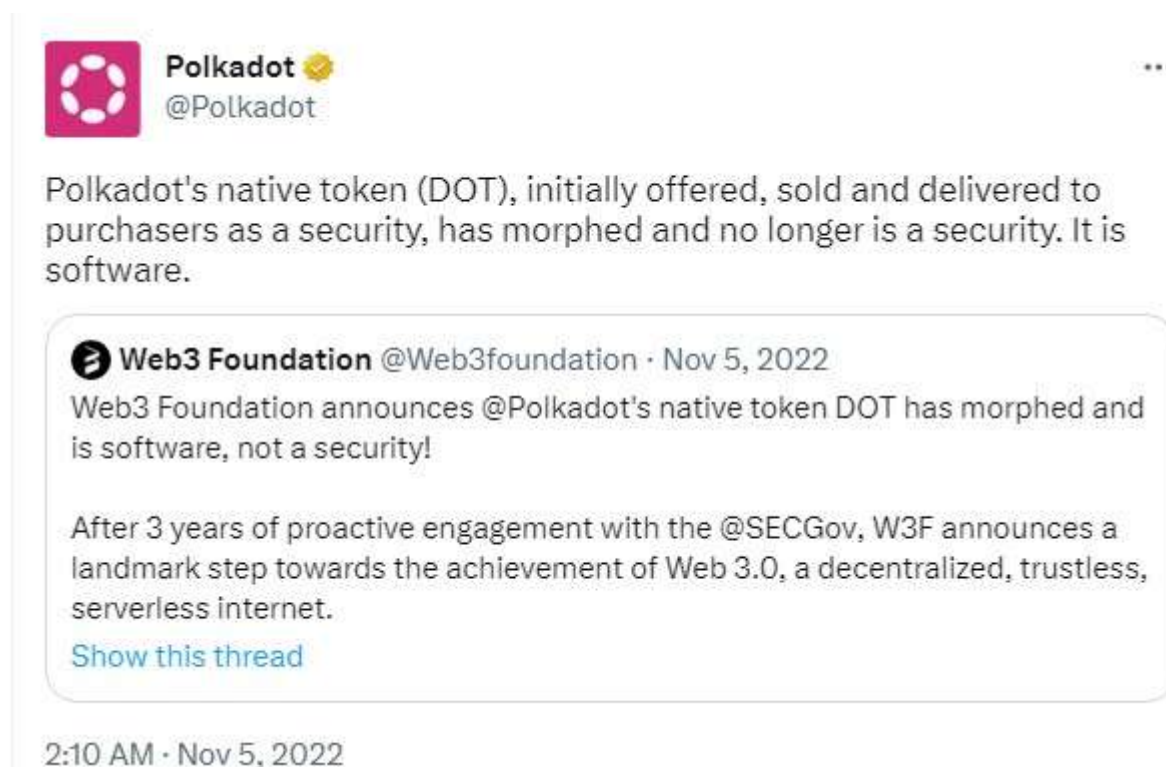 Polkadot
@Polkadot
Polkadot's native token (DOT), initially offered, sold and delivered to
purchasers as a security, has morphed and no longer is a security. It is
software.
Web3 Foundation @Web3foundation · Nov 5, 2022
Web3 Foundation announces @Polkadot's native token DOT has morphed and
is software, not a security!
After 3 years of proactive engagement with the @SECGov, W3F announces a
landmark step towards the achievement of Web 3.0, a decentralized, trustless,
serverless internet.
Show this thread
2:10 AM · Nov 5, 2022